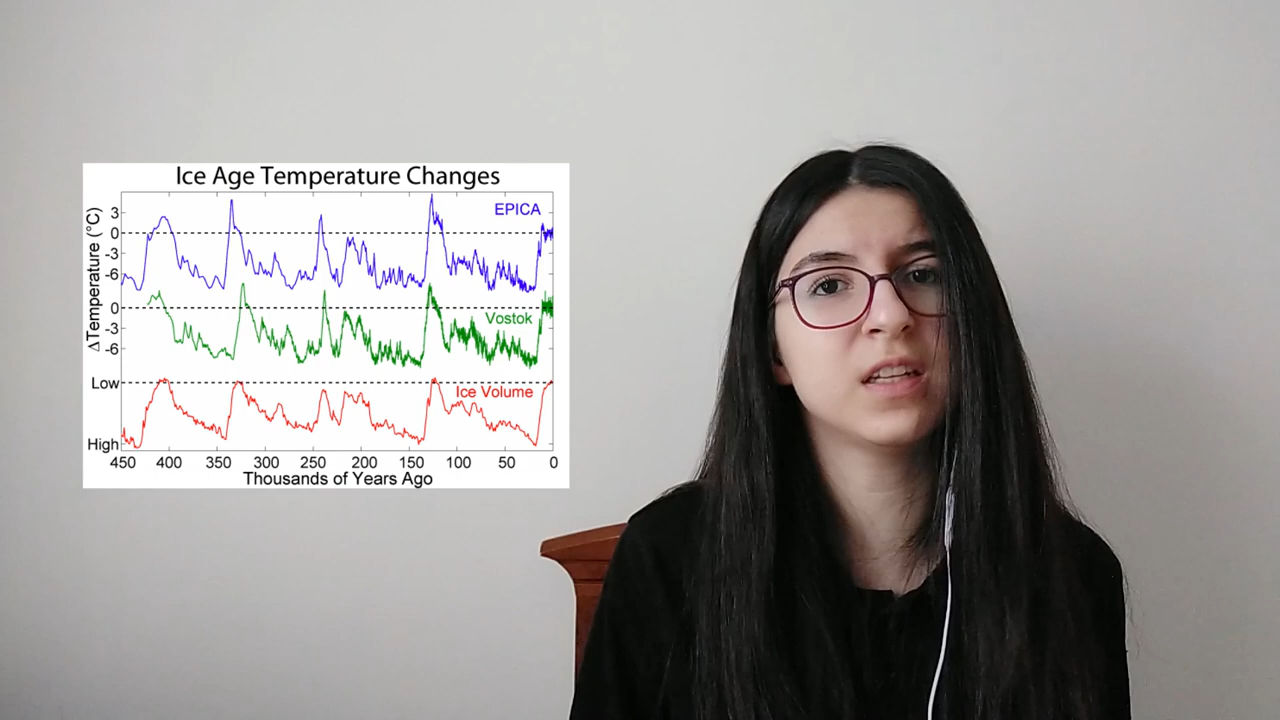 Ice Age Temperature Changes
EPICA
ΔTemperature (°C)
3
0
-3
-6
Vostok
0
-3
-6
Ice Volume
Low
High
450 400 350 300 250 200 150 100 50 0
Thousands of Years Ago